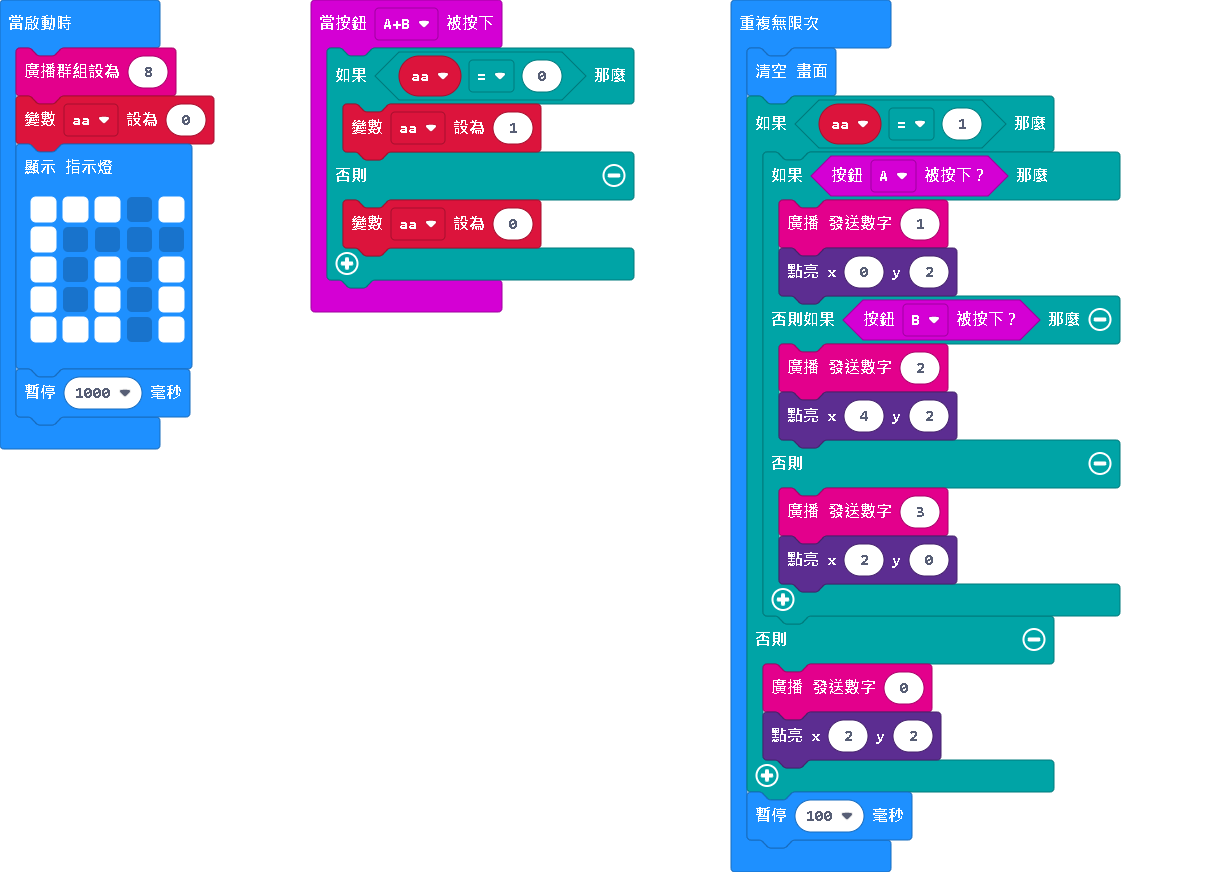 當啟動時
廣播群組設為 8
變數 aa 設為 0
顯示 指示燈
暫停 1000 毫秒
當按鈕 A+B 被按下
如果 aa = 0 那麼
變數 aa 設為 1
否則
變數 aa 設為 0
重複無限次
清空 畫面
如果 aa = 1 那麼
如果 按鈕 A 被按下？ 那麼
廣播 發送數字 1
點亮 x 0 y 2
否則如果 按鈕 B 被按下？ 那麼
廣播 發送數字 2
點亮 x 4 y 2
否則
廣播 發送數字 3
點亮 x 2 y 0
否則
廣播 發送數字 0
點亮 x 2 y 2
暫停 100 毫秒